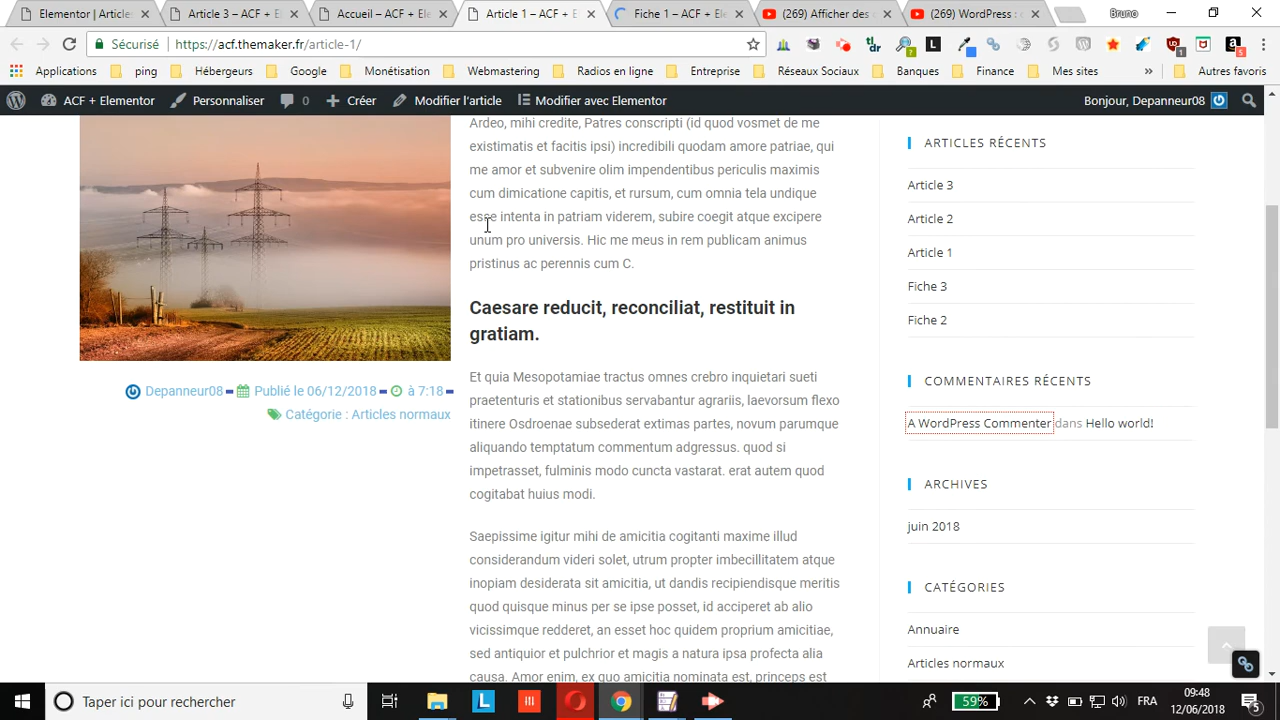 Elementor | Articles
Article 3 – ACF + El
Accueil – ACF + Ele
Article 1 – ACF + E
Fiche 1 – ACF + Ele
(269) Afficher des
(269) WordPress : c
Bruno
Sécurisé
https://acf.themaker.fr/article-1/
Applications
ping
Hébergeurs
Google
Monétisation
Webmastering
Radios en ligne
Entreprise
Réseaux Sociaux
Banques
Finance
Mes sites
»
Autres favoris
ACF + Elementor
Personnaliser
0
Créer
Modifier l'article
Modifier avec Elementor
Bonjour, Depanneur08
Ardeo, mihi credite, Patres conscripti (id quod vosmet de me
existimatis et facitis ipsi) incredibili quodam amore patriae, qui
me amor et subvenire olim impendentibus periculis maximis
cum dimicatione capitis, et rursum, cum omnia tela undique
esse intenta in patriam viderem, subire coegit atque excipere
unum pro universis. Hic me meus in rem publicam animus
pristinus ac perennis cum C.
Caesare reducit, reconciliat, restituit in
gratiam.
Et quia Mesopotamiae tractus omnes crebro inquietari sueti
praetenturis et stationibus servabantur agrariis, laevorsum flexo
itinere Osdroenae subsederat extimas partes, novum parumque
aliquando temptatum commentum adgressus. quod si
impetrasset, fulminis modo cuncta vastarat. erat autem quod
cogitabat huius modi.
Saepissime igitur mihi de amicitia cogitanti maxime illud
considerandum videri solet, utrum propter imbecillitatem atque
inopiam desiderata sit amicitia, ut dandis recipiendisque meritis
quod quisque minus per se ipse posset, id acciperet ab alio
vicissimque redderet, an esset hoc quidem proprium amicitiae,
sed antiquior et pulchrior et magis a natura ipsa profecta alia
causa. Amor enim, ex quo amicitia nominata est, princeps est
Depanneur08
Publié le 06/12/2018
à 7:18
Catégorie : Articles normaux
ARTICLES RÉCENTS
Article 3
Article 2
Article 1
Fiche 3
Fiche 2
COMMENTAIRES RÉCENTS
A WordPress Commenter dans Hello world!
ARCHIVES
juin 2018
CATÉGORIES
Annuaire
Articles normaux
Taper ici pour rechercher
59%
FRA
09:48
12/06/2018
5